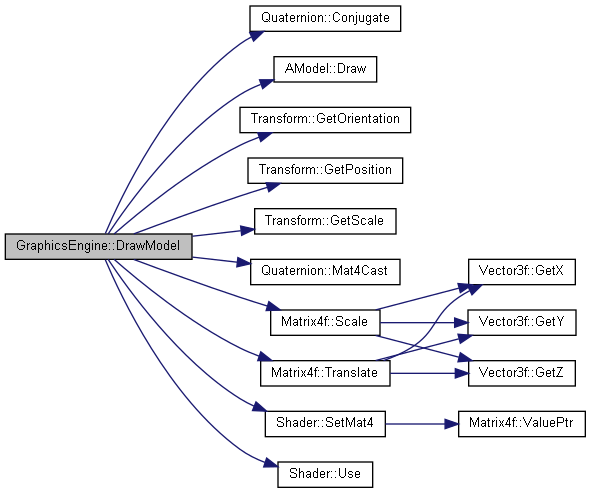 GraphicsEngine::DrawModel
Quaternion::Conjugate
AModel::Draw
Transform::GetOrientation
Transform::GetPosition
Transform::GetScale
Quaternion::Mat4Cast
Matrix4f::Scale
Matrix4f::Translate
Shader::SetMat4
Shader::Use
Vector3f::GetX
Vector3f::GetY
Vector3f::GetZ
Matrix4f::ValuePtr